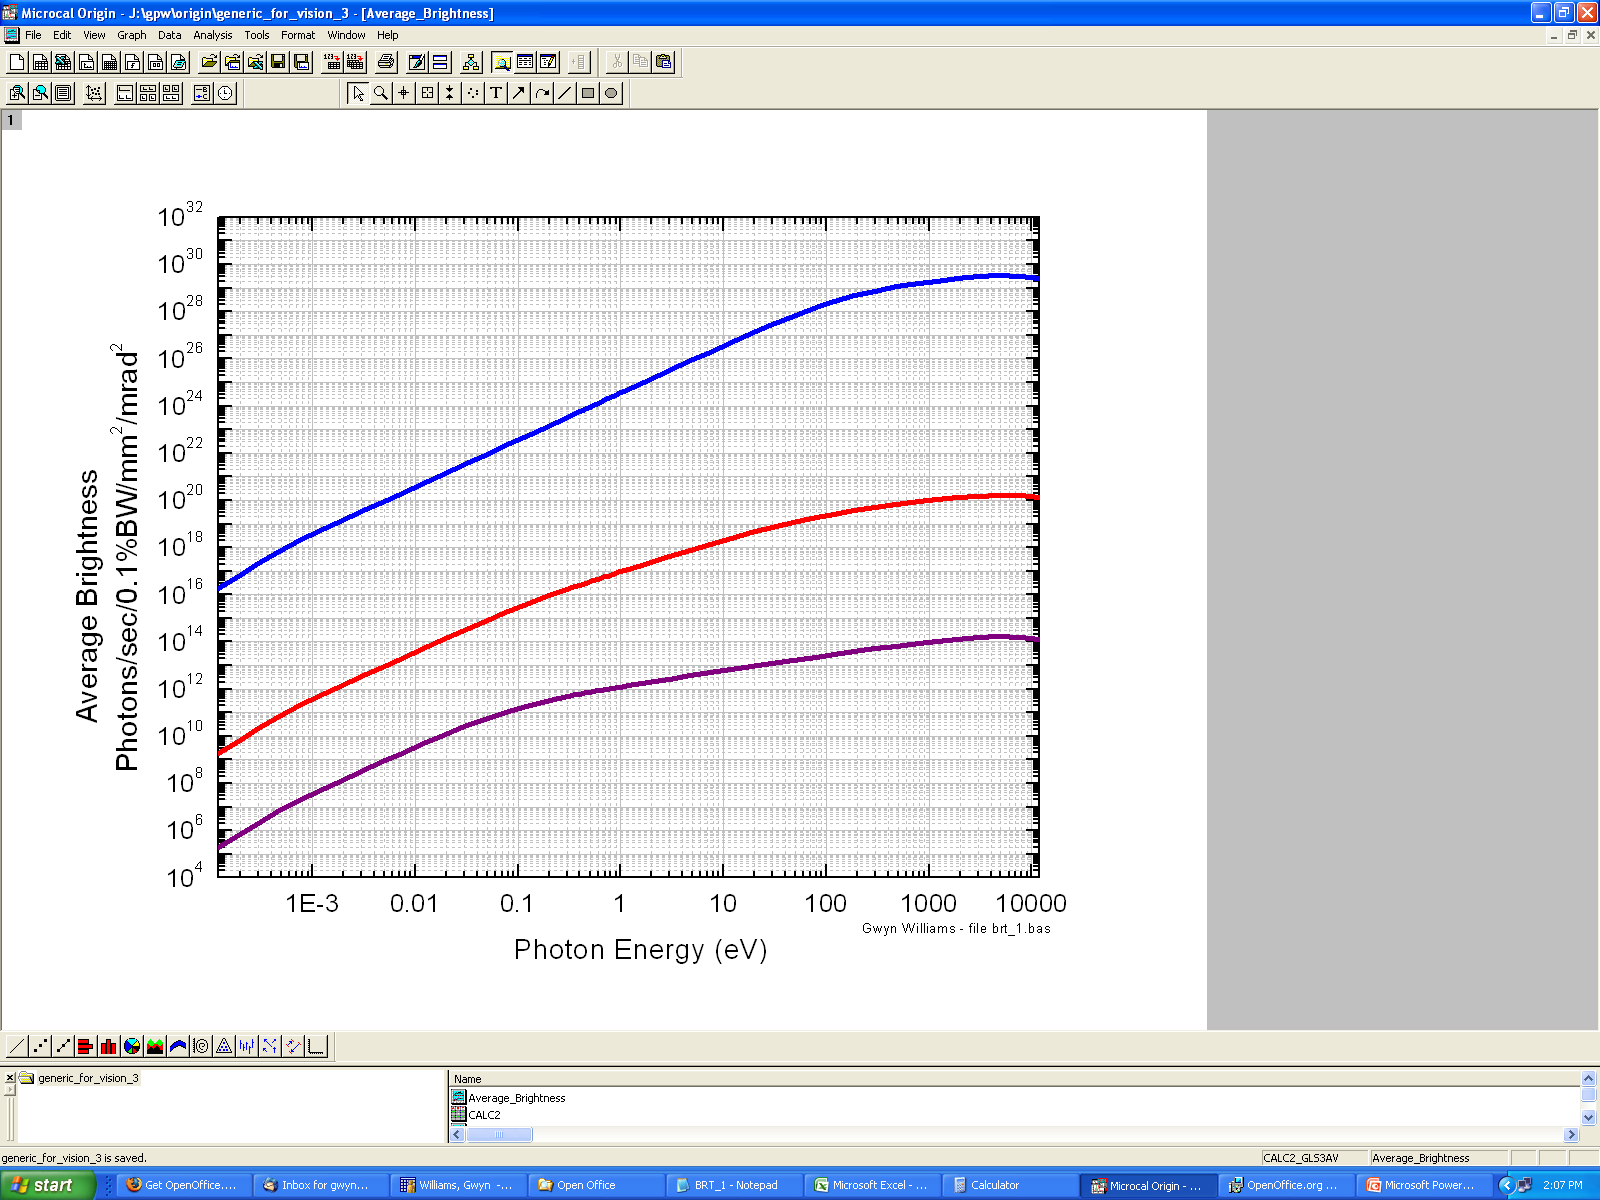 Microcal Origin - J:\gpw\origin\generic_for_vision_3 - [Average_Brightness]
File Edit View Graph Data Analysis Tools Format Window Help
1
10^32
10^30
10^28
10^26
10^24
10^22
10^20
10^18
10^16
10^14
10^12
10^10
10^8
10^6
10^4
Average Brightness
Photons/sec/0.1%BW/mm^2/mrad^2
1E-3 0.01 0.1 1 10 100 1000 10000
Gwyn Williams - file brt_1.bas
Photon Energy (eV)
generic_for_vision_3
Name
Average_Brightness
CALC2
generic_for_vision_3 is saved.
CALC2_GLS3AV
Average_Brightness
start
Get OpenOffice....
Inbox for gwyn...
Williams, Gwyn -...
Open Office
BRT_1 - Notepad
Microsoft Excel - ...
Calculator
Microcal Origin - ...
OpenOffice.org ...
Microsoft Power...
2:07 PM